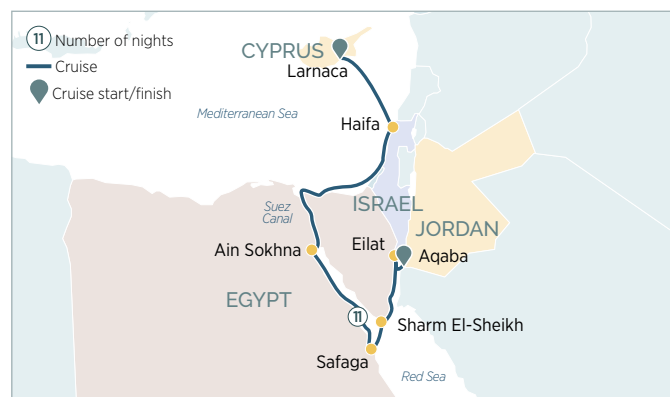 11 Number of nights
Cruise
Cruise start/finish
CYPRUS
Larnaca
Mediterranean Sea
Haifa
Suez
Canal
ISRAEL
JORDAN
Eilat
Aqaba
Ain Sokhna
EGYPT
11
Sharm El-Sheikh
Safaga
Red Sea